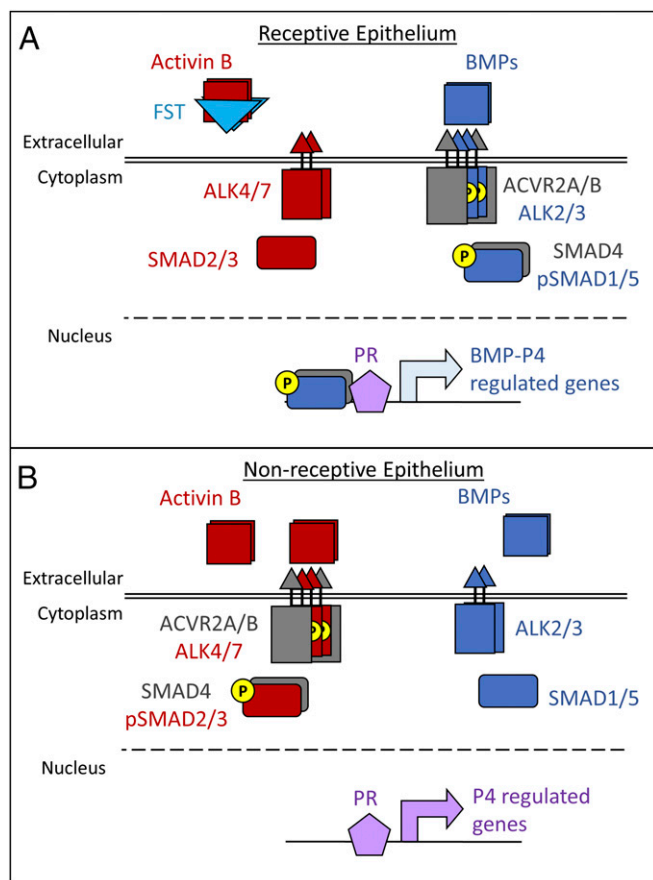 A
Receptive Epithelium
Activin B
BMPs
FST
Extracellular
Cytoplasm
ALK4/7
P
ACVR2A/B
ALK2/3
SMAD2/3
P
SMAD4
pSMAD1/5
Nucleus
PR
P
BMP-P4
regulated genes
B
Non-receptive Epithelium
Activin B
BMPs
Extracellular
Cytoplasm
ACVR2A/B
ALK4/7
P
ALK2/3
SMAD4
P
pSMAD2/3
SMAD1/5
Nucleus
PR
P4 regulated
genes